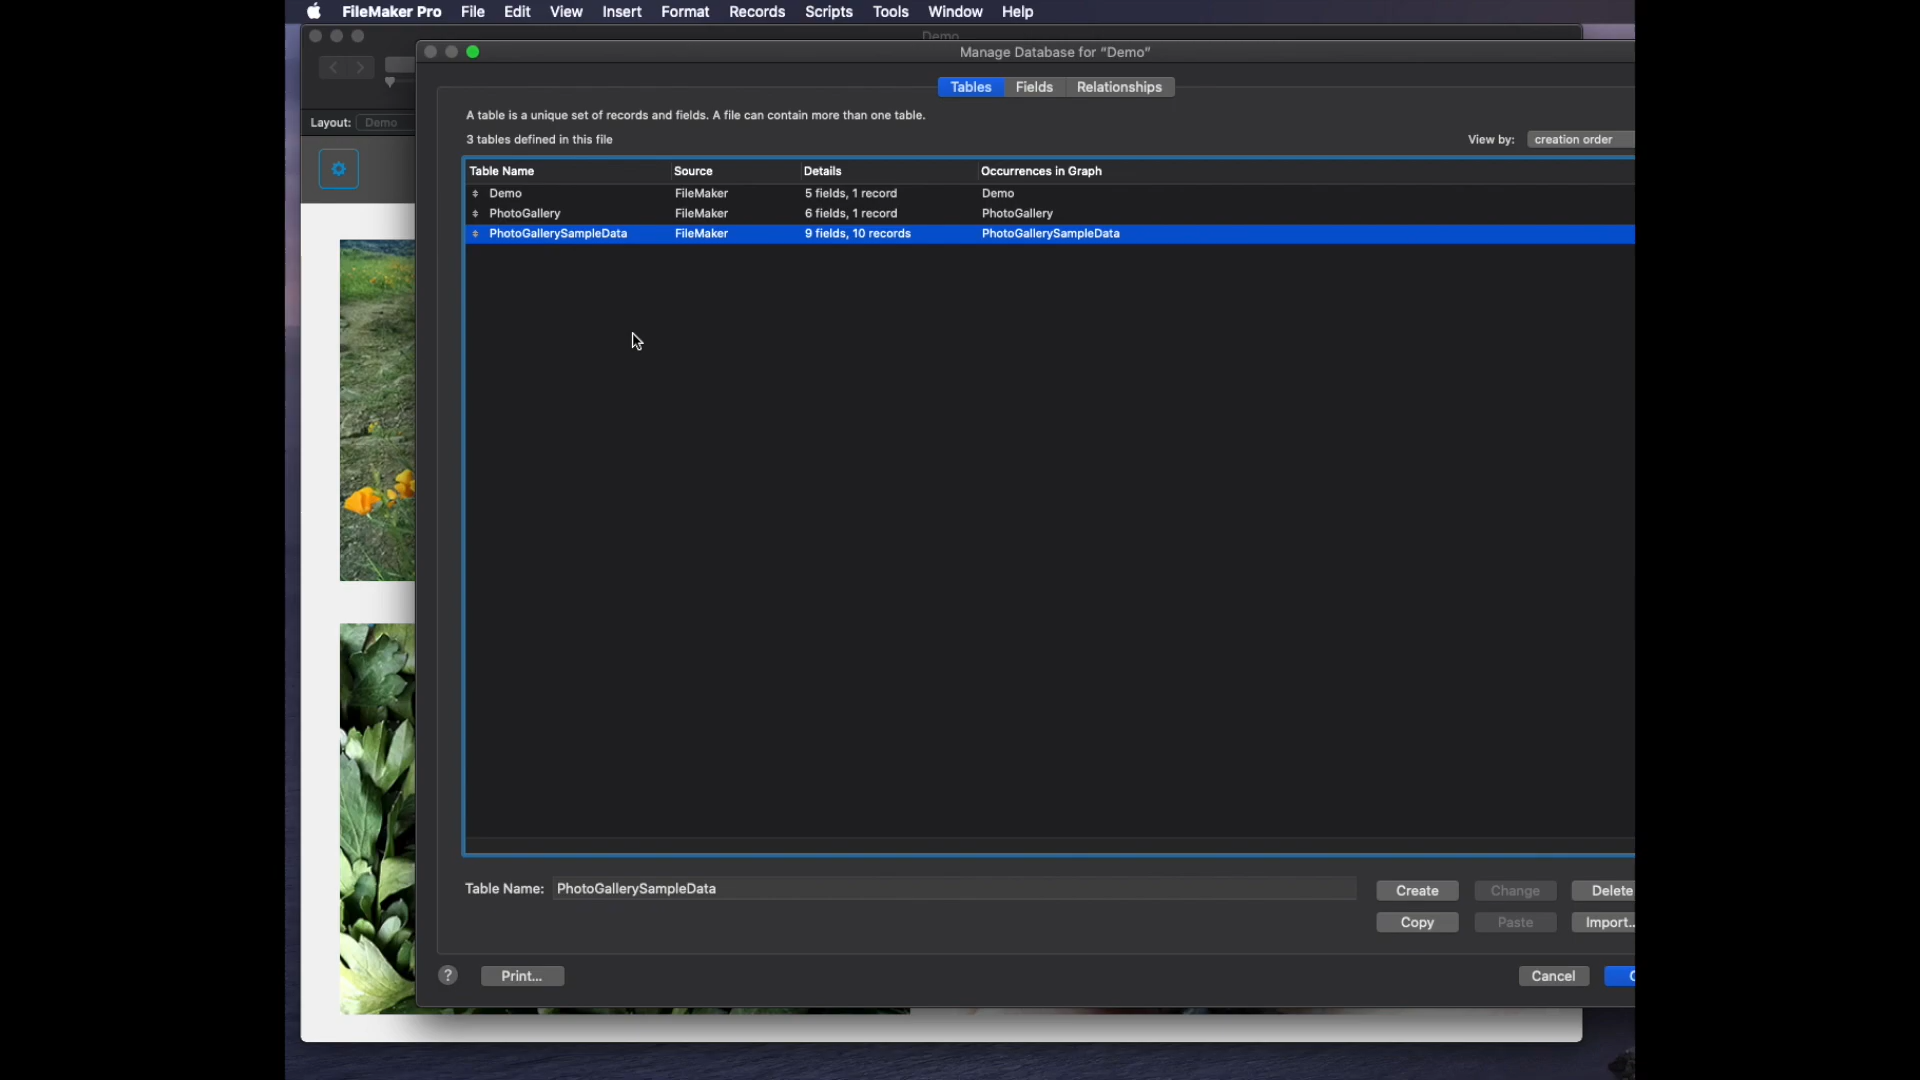 FileMaker Pro File Edit View Insert Format Records Scripts Tools Window Help
Demo
Manage Database for "Demo"
Layout: Demo
Tables Fields Relationships
A table is a unique set of records and fields. A file can contain more than one table.
3 tables defined in this file
View by: creation order
Table Name Source Details Occurrences in Graph
Demo FileMaker 5 fields, 1 record Demo
PhotoGallery FileMaker 6 fields, 1 record PhotoGallery
PhotoGallerySampleData FileMaker 9 fields, 10 records PhotoGallerySampleData
Table Name: PhotoGallerySampleData
Create Change Delete
Copy Paste Import..
? Print... Cancel